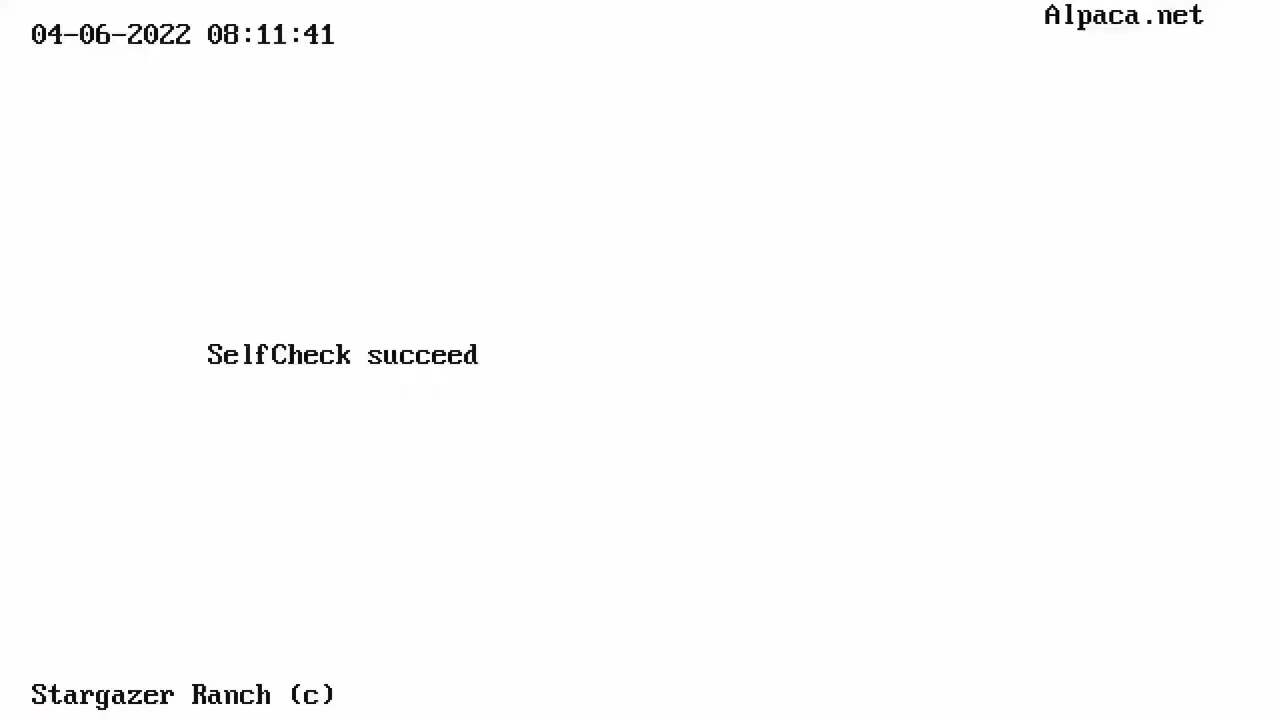 Alpaca.net
04-06-2022 08:11:41
SelfCheck succeed
Stargazer Ranch (c)